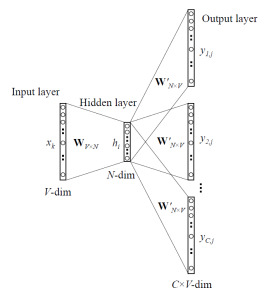 Output layer
y1,j
W'N×V
Input layer
Hidden layer
xk
WV×N
hi
W'N×V
y2,j
V-dim
N-dim
W'N×V
yC,j
C×V-dim